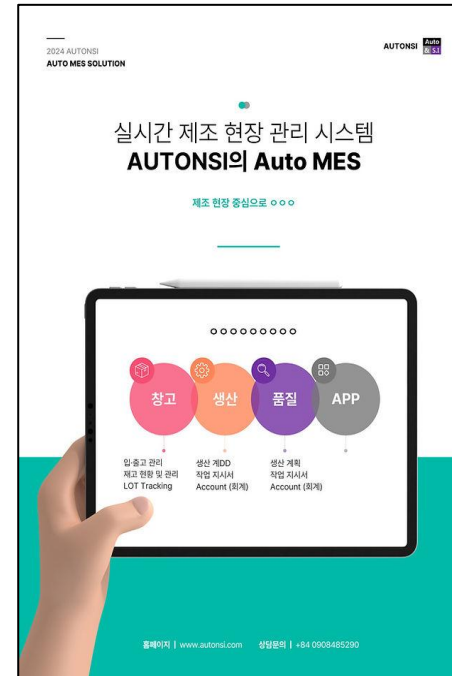 2024 AUTONSI
AUTO MES SOLUTION
AUTONSI Auto
& S.I
실시간 제조 현장 관리 시스템
AUTONSI의 Auto MES
제조 현장 중심으로 ㅇㅇㅇ
ㅇㅇㅇㅇㅇㅇㅇㅇㅇ
창고 생산 품질 APP
입·출고 관리 생산 계DD 생산 계획
재고 현황 및 관리 작업 지시서 작업 지시서
LOT Tracking Account (회계) Account (회계)
홈페이지 | www.autonsi.com 상담문의 | +84 0908485290